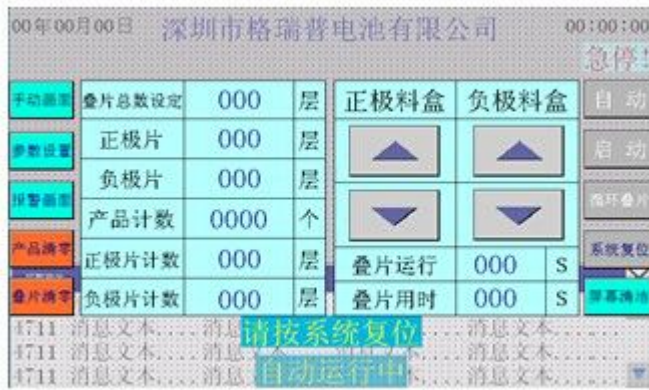 00年00月00日 深圳市格瑞普电池有限公司 00:00:00
急停!
手动画面 叠片总数设定 000 层 正极料盒 负极料盒 自动
参数设置 正极片 000 层 启动
报警画面 负极片 000 层 循环叠片
产品计数 0000 个
产品清零 正极片计数 000 层 叠片运行 000 S 系统复位
叠片清零 负极片计数 000 层 叠片用时 000 S 屏幕清洁
4711 消息文本.... 消息 请按系统复位 消息文本......
4711 消息文本.... 消息 消息文本......
4711 消息文本.... 消息 自动运行中 消息文本......